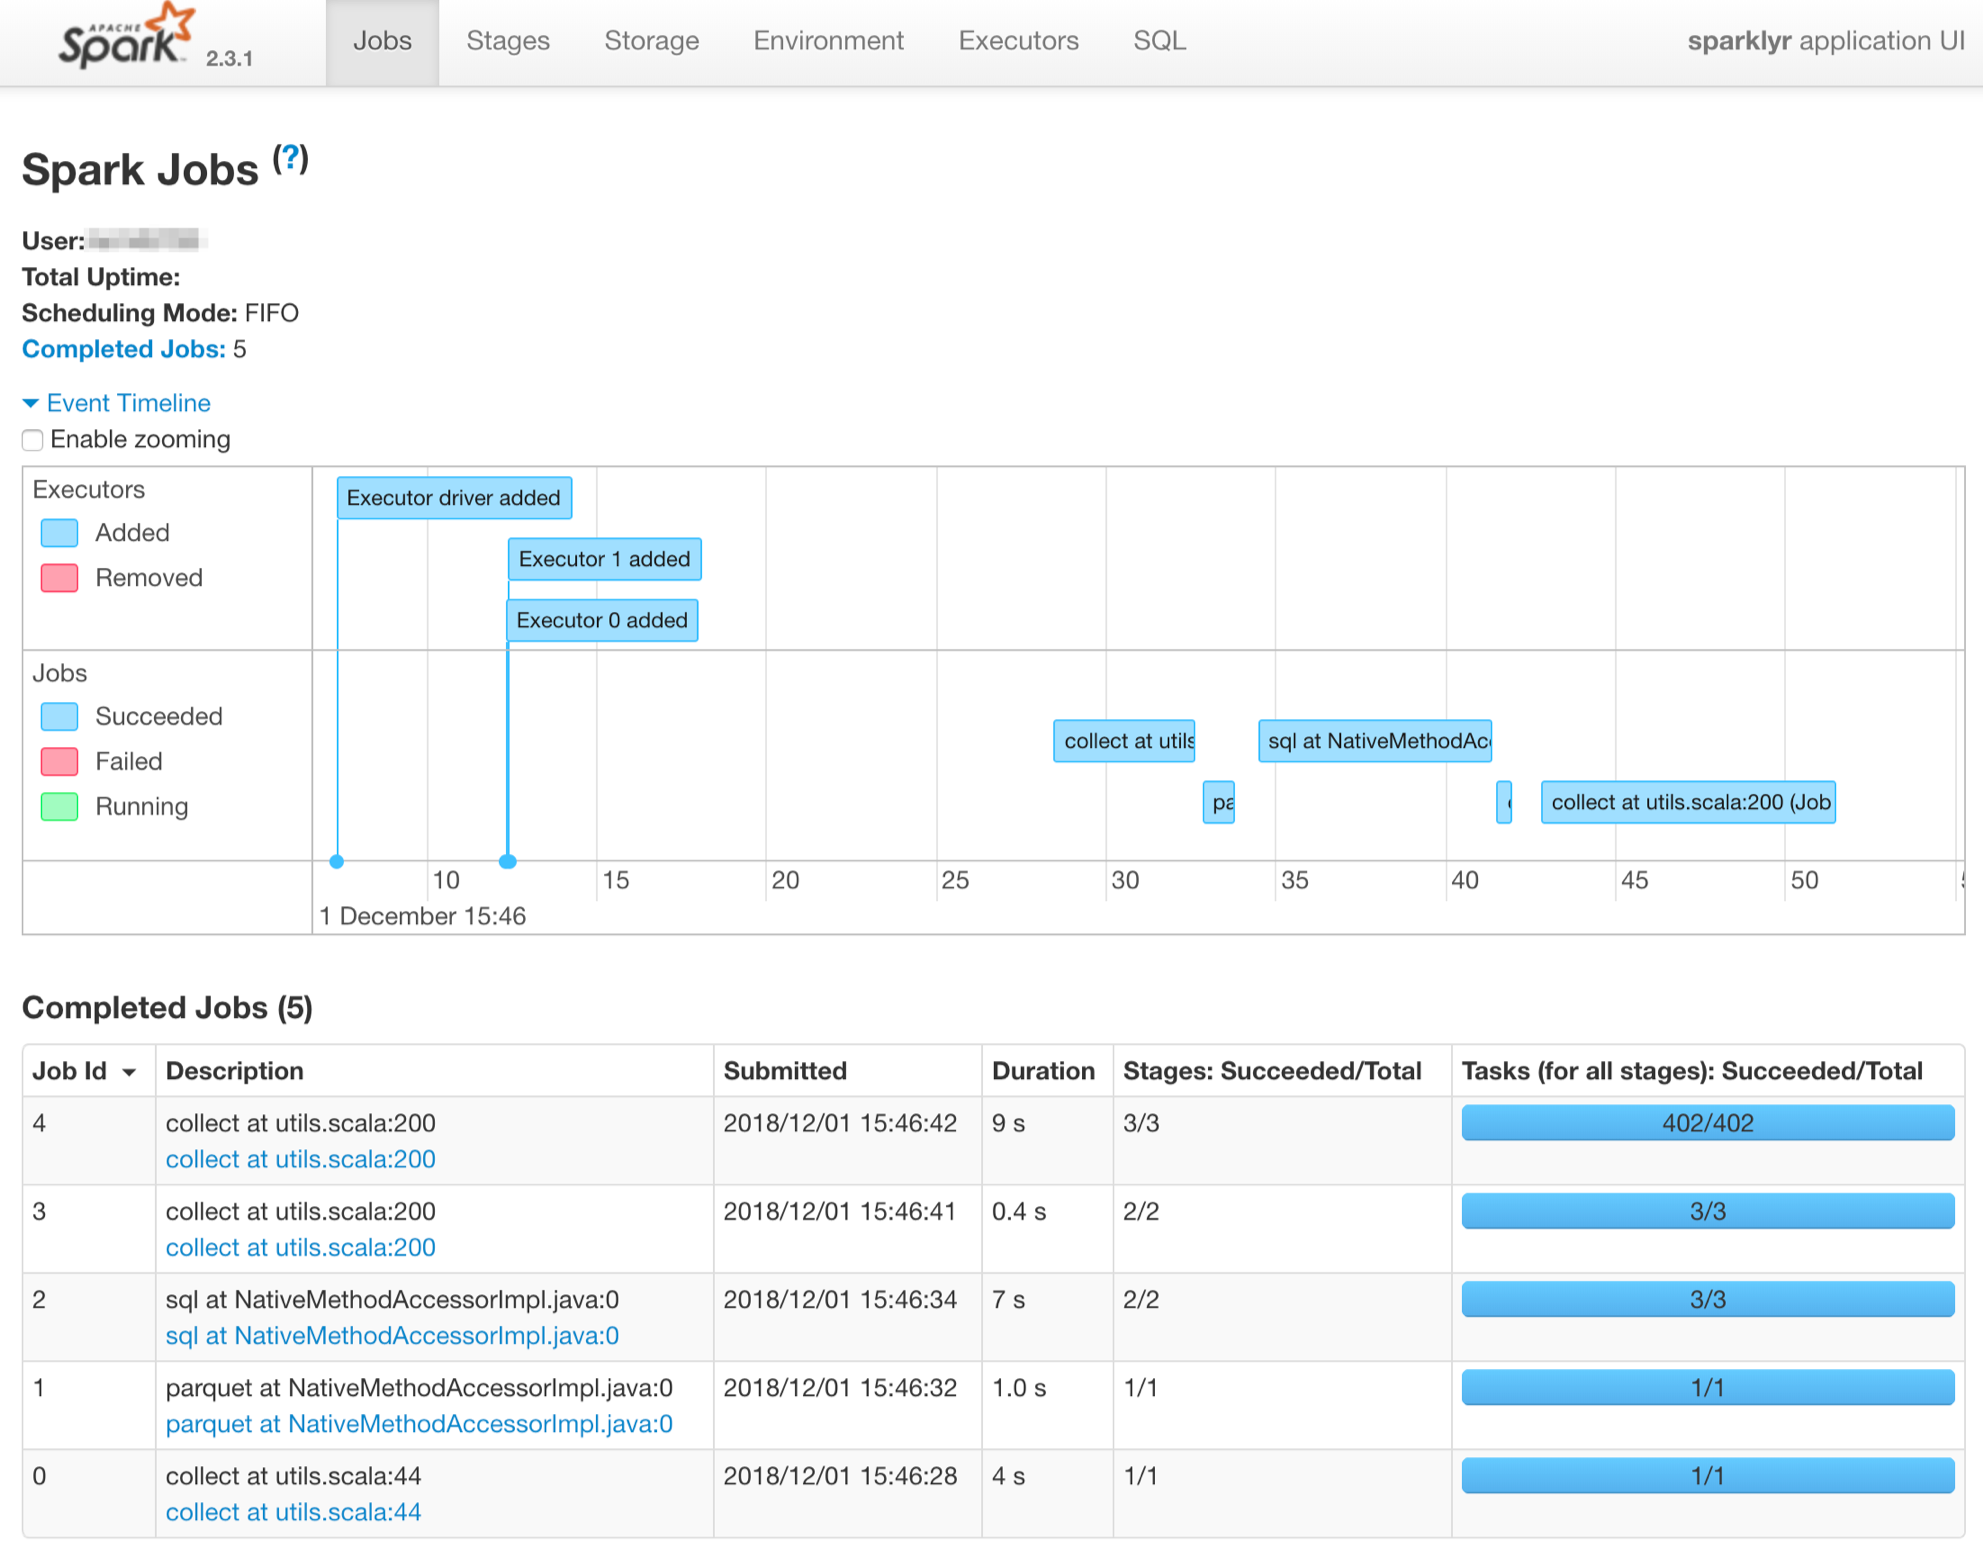 APACHE Spark 2.3.1 Jobs Stages Storage Environment Executors SQL sparklyr application UI
Spark Jobs (?)
User:
Total Uptime:
Scheduling Mode: FIFO
Completed Jobs: 5
Event Timeline
Enable zooming
Executors
Added
Removed
Executor driver added
Executor 1 added
Executor 0 added
Jobs
Succeeded
Failed
Running
collect at utils
sql at NativeMethodAc
pa
collect at utils.scala:200 (Job
10 15 20 25 30 35 40 45 50
1 December 15:46
Completed Jobs (5)
Job Id Description Submitted Duration Stages: Succeeded/Total Tasks (for all stages): Succeeded/Total
4 collect at utils.scala:200 2018/12/01 15:46:42 9 s 3/3 402/402
collect at utils.scala:200
3 collect at utils.scala:200 2018/12/01 15:46:41 0.4 s 2/2 3/3
collect at utils.scala:200
2 sql at NativeMethodAccessorImpl.java:0 2018/12/01 15:46:34 7 s 2/2 3/3
sql at NativeMethodAccessorImpl.java:0
1 parquet at NativeMethodAccessorImpl.java:0 2018/12/01 15:46:32 1.0 s 1/1 1/1
parquet at NativeMethodAccessorImpl.java:0
0 collect at utils.scala:44 2018/12/01 15:46:28 4 s 1/1 1/1
collect at utils.scala:44